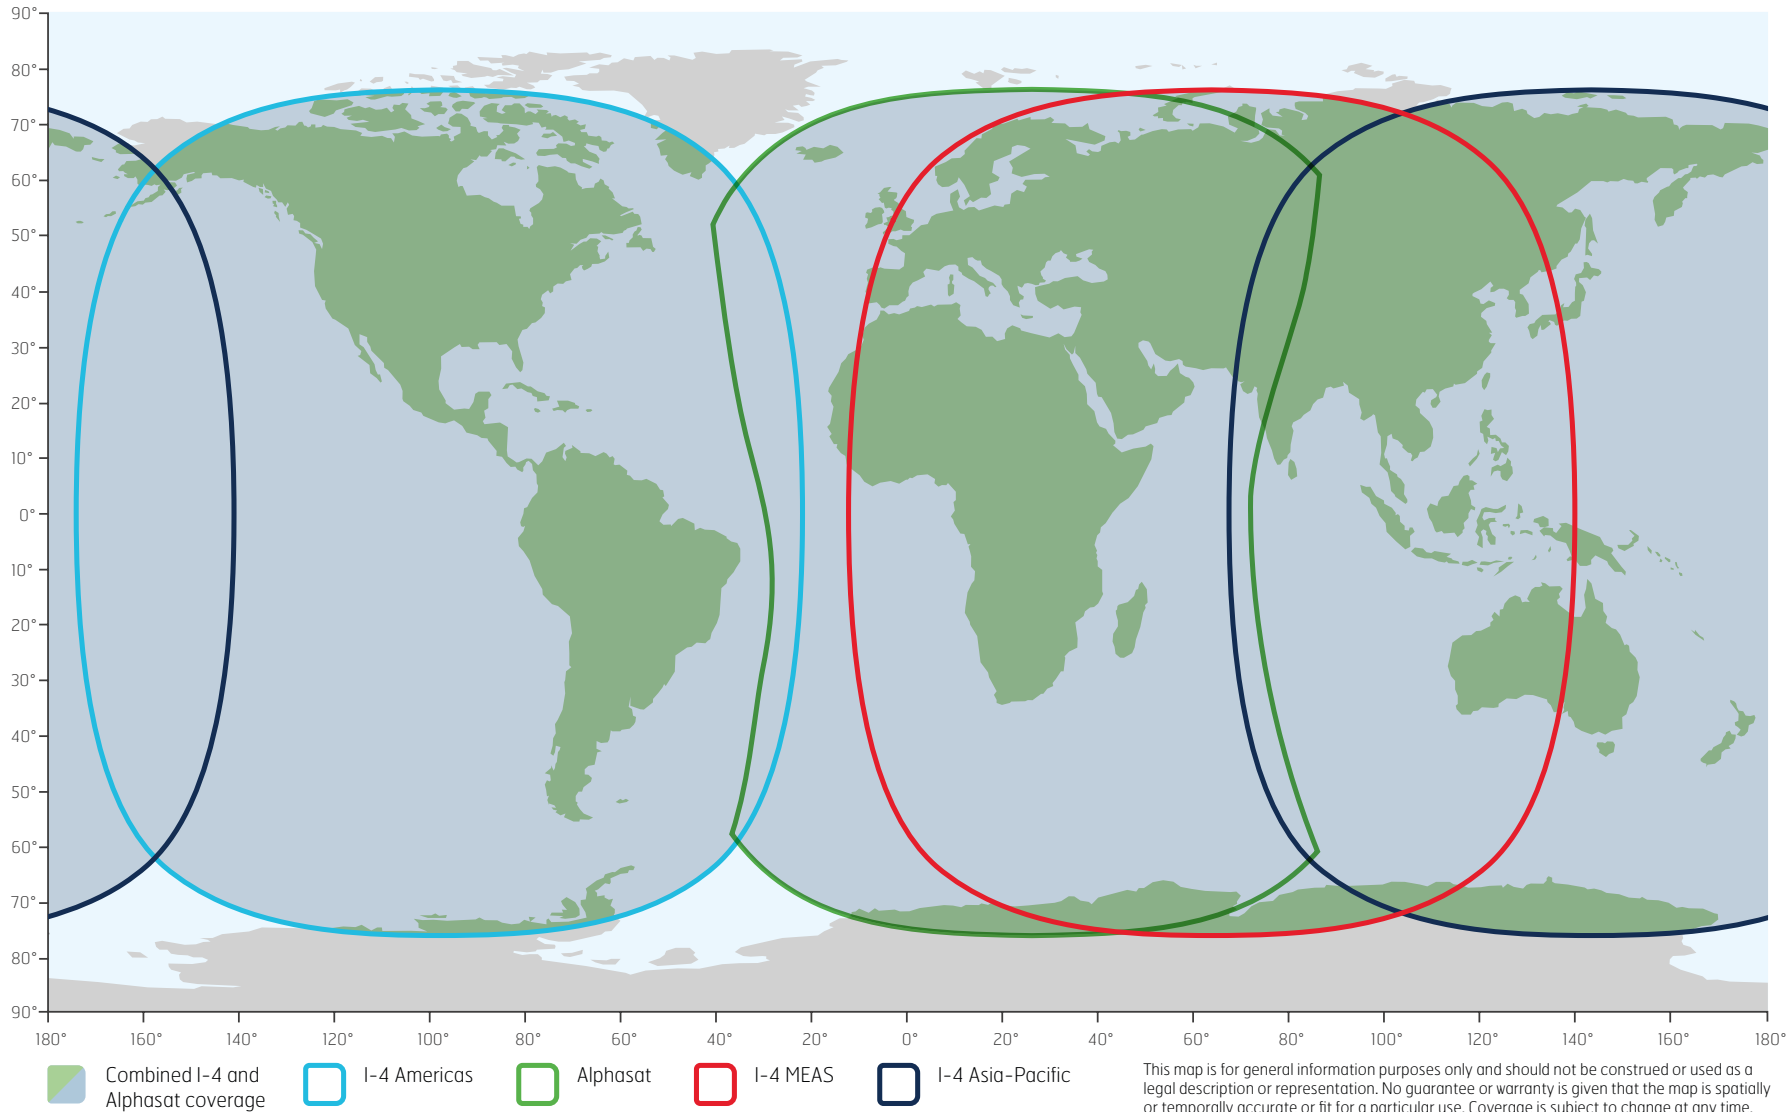 90°
80°
70°
60°
50°
40°
30°
20°
10°
0°
10°
20°
30°
40°
50°
60°
70°
80°
90°
180° 160° 140° 120° 100° 80° 60° 40° 20° 0° 20° 40° 60° 80° 100° 120° 140° 160° 180°
Combined I-4 and
Alphasat coverage
I-4 Americas
Alphasat
I-4 MEAS
I-4 Asia-Pacific
This map is for general information purposes only and should not be construed or used as a
legal description or representation. No guarantee or warranty is given that the map is spatially
or temporally accurate or fit for a particular use. Coverage is subject to change at any time.